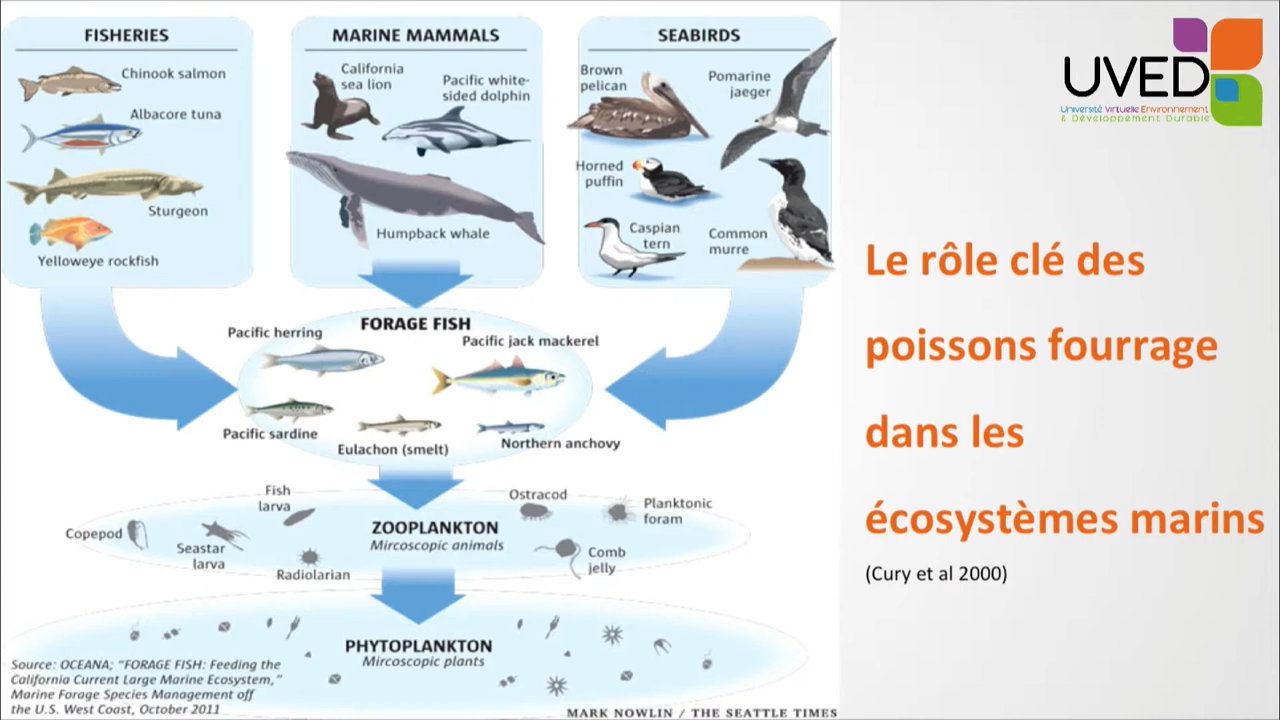 FISHERIES
Chinook salmon
Albacore tuna
Sturgeon
Yelloweye rockfish
MARINE MAMMALS
California
sea lion
Pacific white-
sided dolphin
Humpback whale
SEABIRDS
Brown
pelican
Pomarine
jaeger
Horned
puffin
Caspian
tern
Common
murre
FORAGE FISH
Pacific herring
Pacific jack mackerel
Pacific sardine
Eulachon (smelt)
Northern anchovy
Fish
larva
Ostracod
Planktonic
foram
Copepod
Seastar
larva
ZOOPLANKTON
Mircoscopic animals
Radiolarian
Comb
jelly
PHYTOPLANKTON
Mircoscopic plants
Source: OCEANA; "FORAGE FISH: Feeding the
California Current Large Marine Ecosystem,"
Marine Forage Species Management off
the U.S. West Coast, October 2011
MARK NOWLIN / THE SEATTLE TIMES
UVED
Université Virtuelle Environnement
& Développement Durable
Le rôle clé des
poissons fourrage
dans les
écosystèmes marins
(Cury et al 2000)